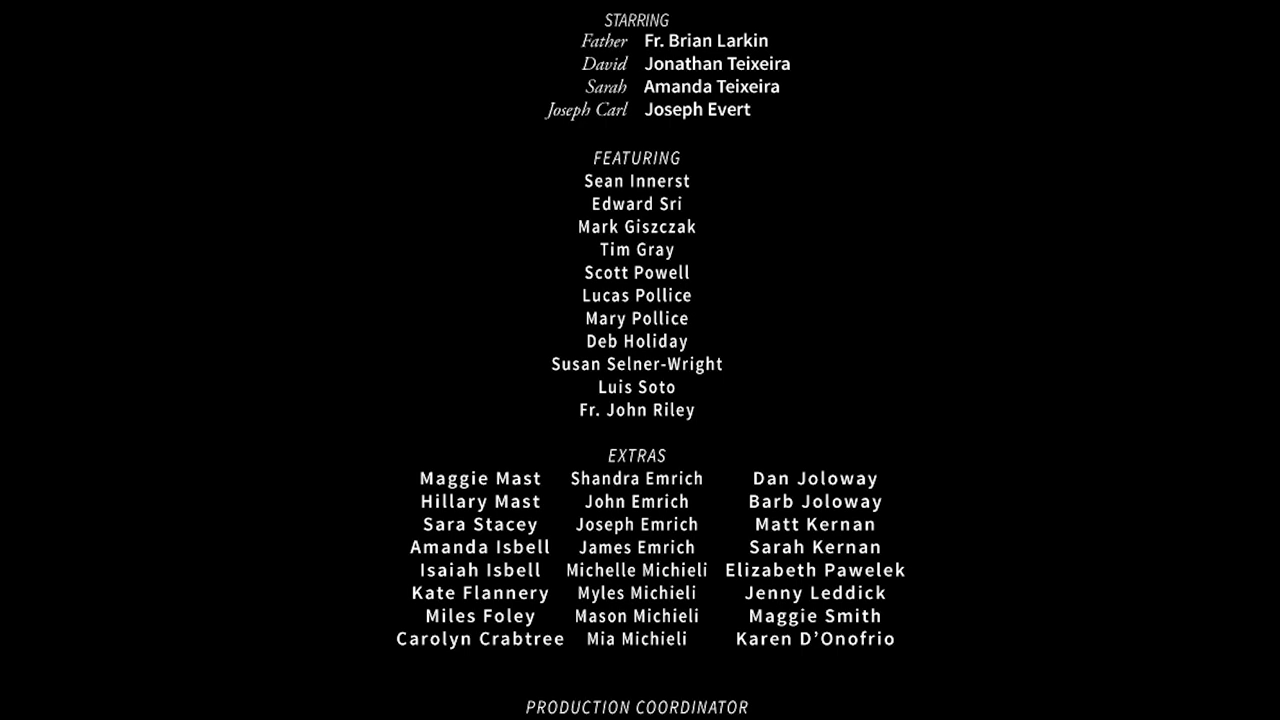 STARRING
Father Fr. Brian Larkin
David Jonathan Teixeira
Sarah Amanda Teixeira
Joseph Carl Joseph Evert
FEATURING
Sean Innerst
Edward Sri
Mark Giszczak
Tim Gray
Scott Powell
Lucas Pollice
Mary Pollice
Deb Holiday
Susan Selner-Wright
Luis Soto
Fr. John Riley
EXTRAS
Maggie Mast Shandra Emrich Dan Joloway
Hillary Mast John Emrich Barb Joloway
Sara Stacey Joseph Emrich Matt Kernan
Amanda Isbell James Emrich Sarah Kernan
Isaiah Isbell Michelle Michieli Elizabeth Pawelek
Kate Flannery Myles Michieli Jenny Leddick
Miles Foley Mason Michieli Maggie Smith
Carolyn Crabtree Mia Michieli Karen D’Onofrio
PRODUCTION COORDINATOR